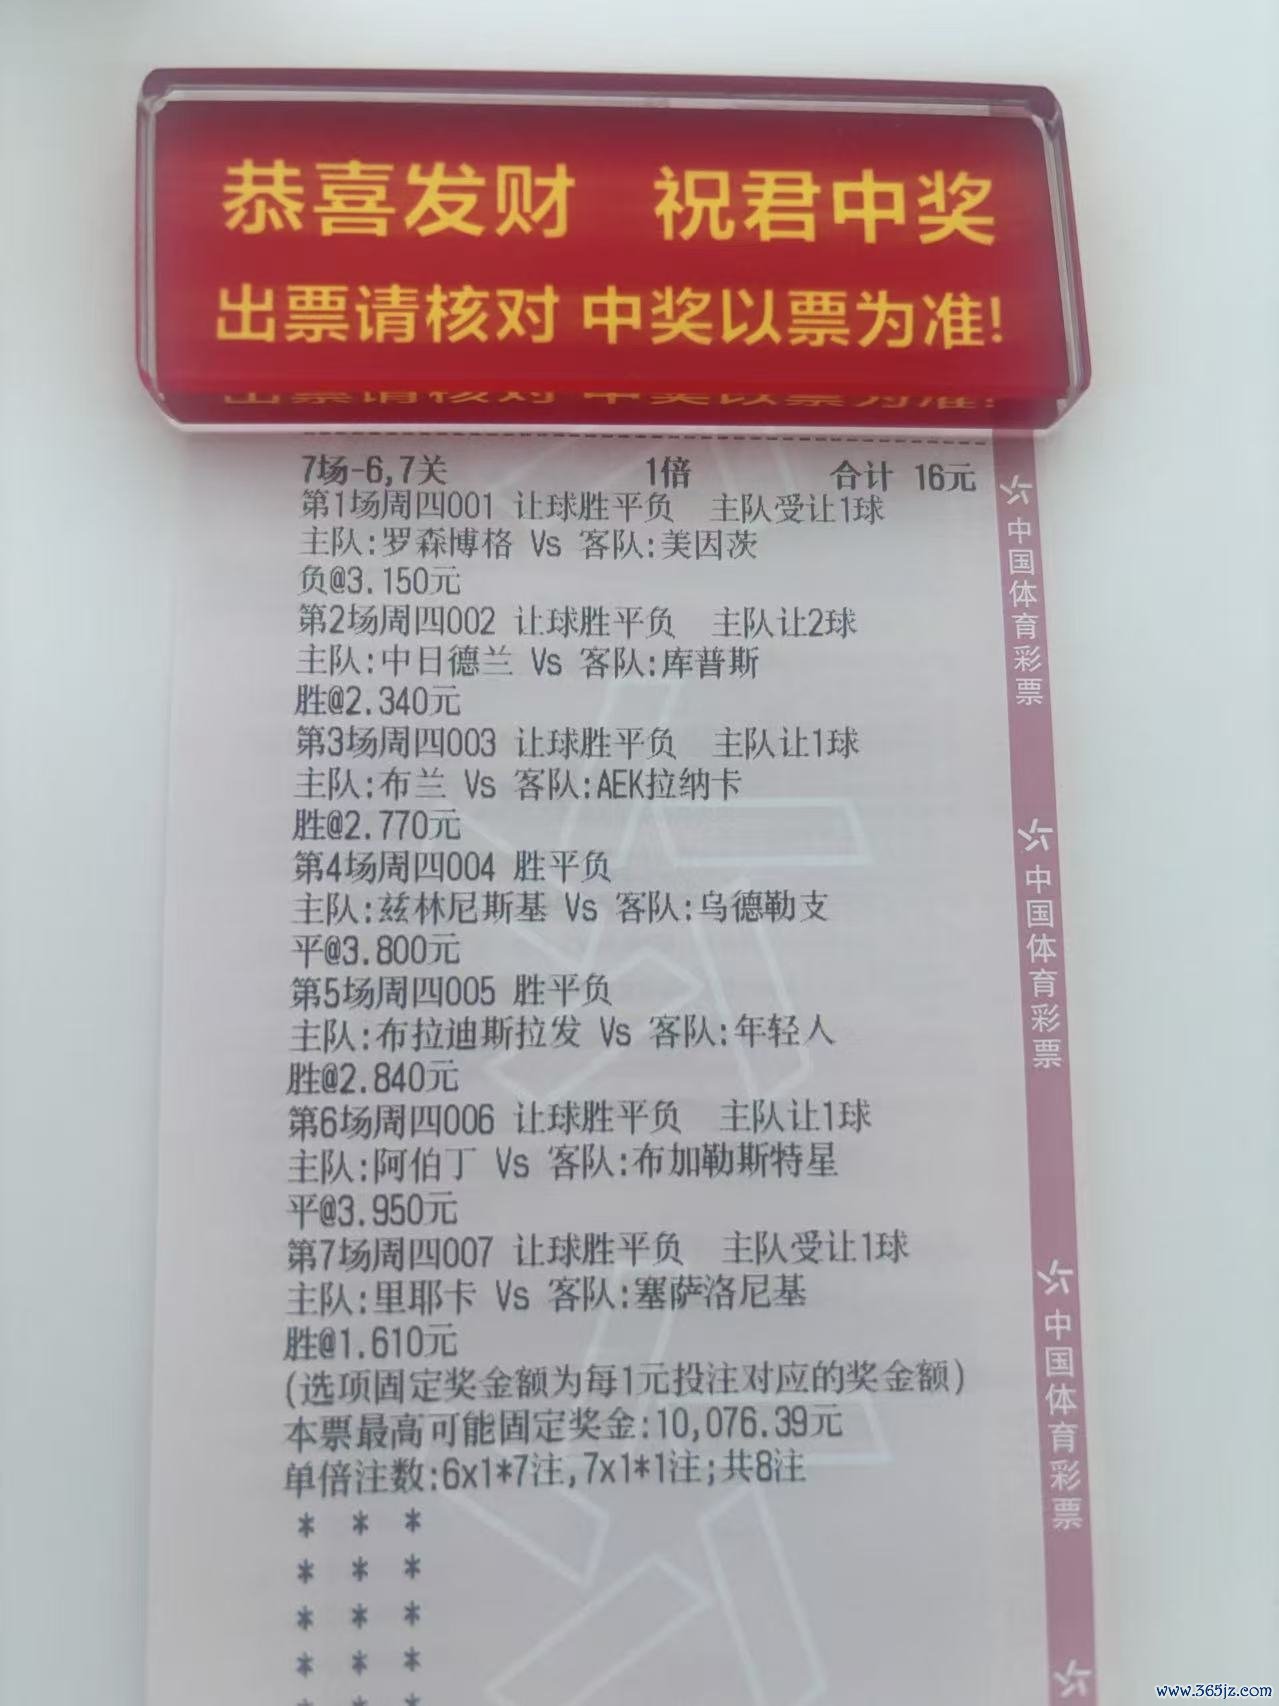 恭喜发财 祝君中奖
出票请核对 中奖以票为准!
7场-6,7关 1倍 合计 16元
第1场周四001 让球胜平负 主队受让1球
主队:罗森博格 Vs 客队:美因茨
负@3.150元
第2场周四002 让球胜平负 主队让2球
主队:中日德兰 Vs 客队:库普斯
胜@2.340元
第3场周四003 让球胜平负 主队让1球
主队:布兰 Vs 客队:AEK拉纳卡
胜@2.770元
第4场周四004 胜平负
主队:兹林尼斯基 Vs 客队:乌德勒支
平@3.800元
第5场周四005 胜平负
主队:布拉迪斯拉发 Vs 客队:年轻人
胜@2.840元
第6场周四006 让球胜平负 主队让1球
主队:阿伯丁 Vs 客队:布加勒斯特星
平@3.950元
第7场周四007 让球胜平负 主队受让1球
主队:里耶卡 Vs 客队:塞萨洛尼基
胜@1.610元
(选项固定奖金额为每1元投注对应的奖金额)
本票最高可能固定奖金:10,076.39元
单倍注数:6x1*7注,7x1*1注;共8注
* * *
* * *
* * *
* * *
中国体育彩票
中国体育彩票
中国体育彩票
www.365jz.com